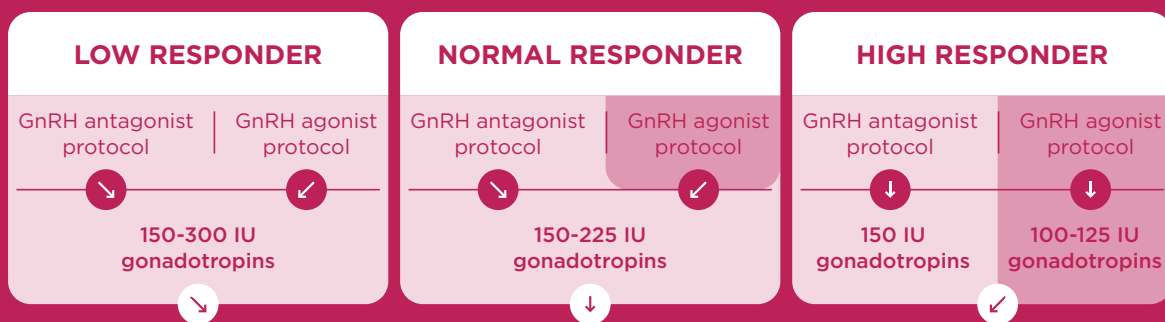 LOW RESPONDER
GnRH antagonist
protocol
GnRH agonist
protocol
150-300 IU
gonadotropins
NORMAL RESPONDER
GnRH antagonist
protocol
GnRH agonist
protocol
150-225 IU
gonadotropins
HIGH RESPONDER
GnRH antagonist
protocol
GnRH agonist
protocol
150 IU
gonadotropins
100-125 IU
gonadotropins